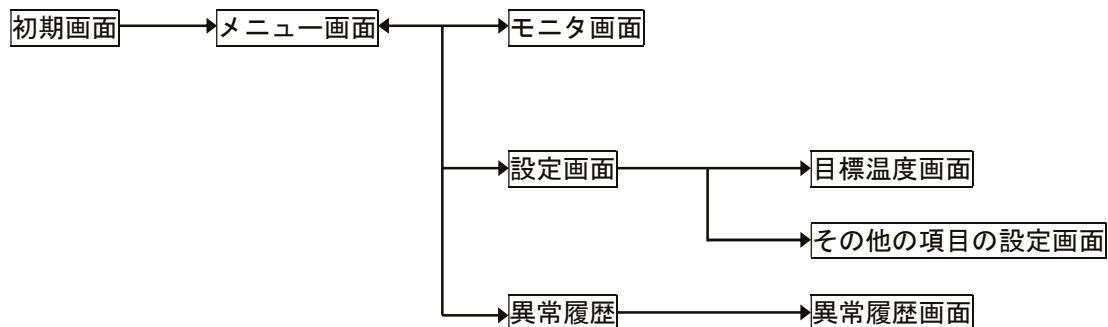 初期画面
メニュー画面
モニタ画面
設定画面
目標温度画面
その他の項目の設定画面
異常履歴
異常履歴画面